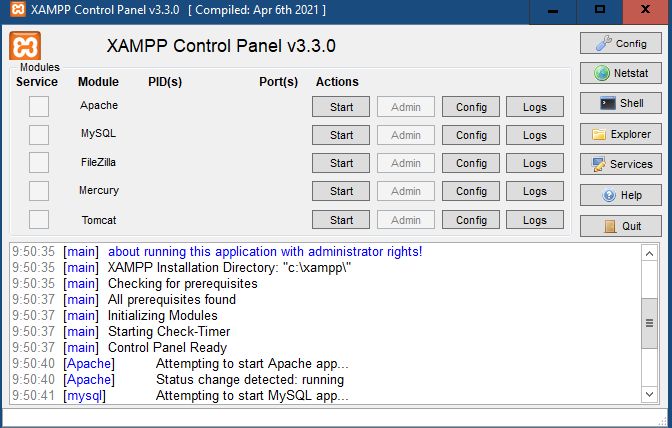 XAMPP Control Panel v3.3.0 [ Compiled: Apr 6th 2021 ]
XAMPP Control Panel v3.3.0
Config
Modules
Service Module PID(s) Port(s) Actions
Netstat
Apache Start Admin Config Logs
Shell
MySQL Start Admin Config Logs
Explorer
FileZilla Start Admin Config Logs
Services
Mercury Start Admin Config Logs
Help
Tomcat Start Admin Config Logs
Quit
9:50:35 [main] about running this application with administrator rights!
9:50:35 [main] XAMPP Installation Directory: "c:\xampp\"
9:50:35 [main] Checking for prerequisites
9:50:37 [main] All prerequisites found
9:50:37 [main] Initializing Modules
9:50:37 [main] Starting Check-Timer
9:50:37 [main] Control Panel Ready
9:50:40 [Apache] Attempting to start Apache app...
9:50:40 [Apache] Status change detected: running
9:50:41 [mysql] Attempting to start MySQL app...